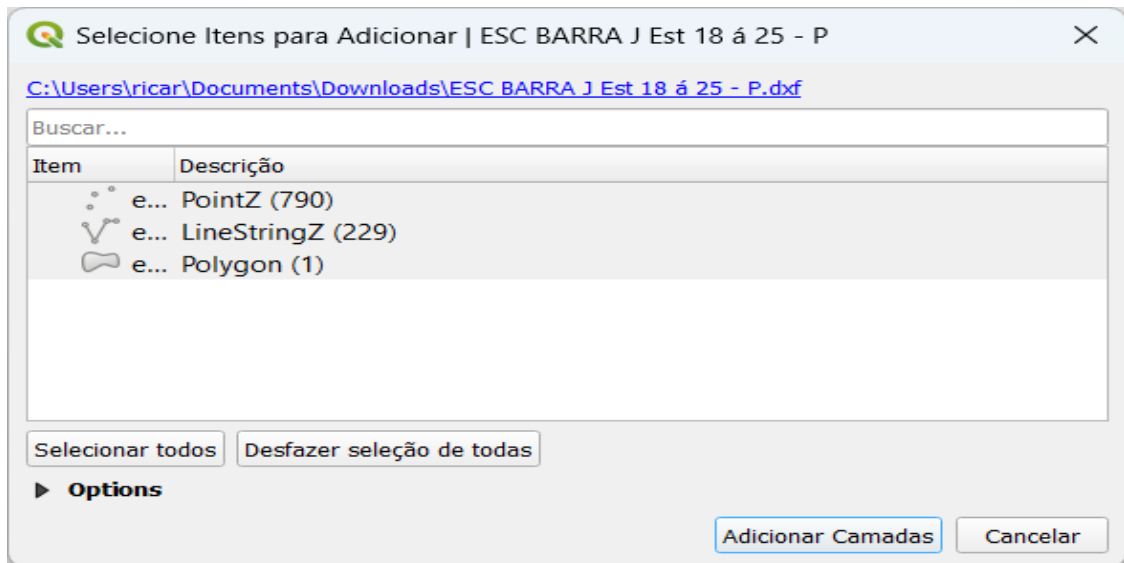 Selecione Itens para Adicionar | ESC BARRA J Est 18 á 25 - P
C:\Users\ricar\Documents\Downloads\ESC BARRA J Est 18 á 25 - P.dxf
Buscar...
Item Descrição
e... PointZ (790)
e... LineStringZ (229)
e... Polygon (1)
Selecionar todos Desfazer seleção de todas
Options
Adicionar Camadas Cancelar